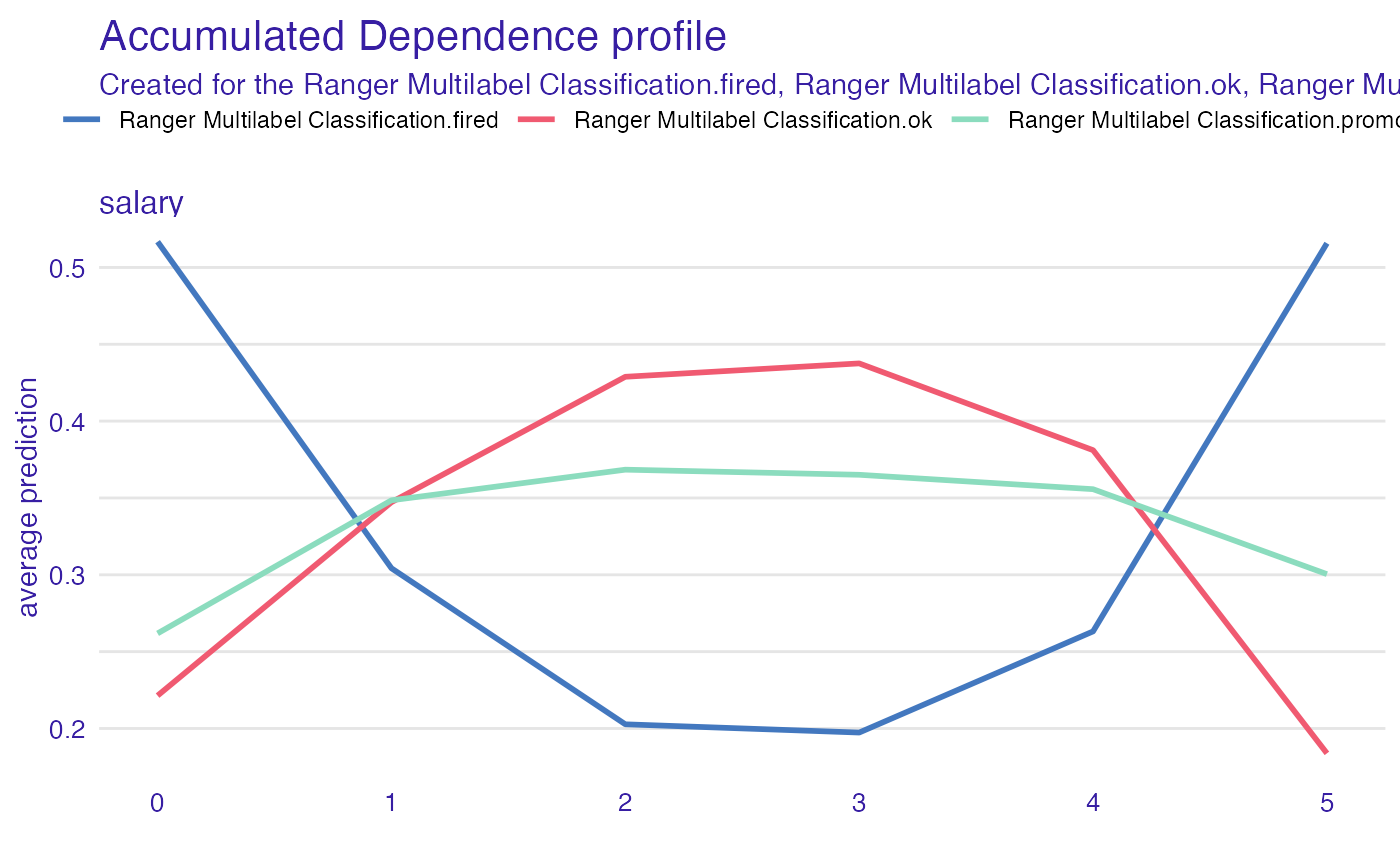 Accumulated Dependence profile
Created for the Ranger Multilabel Classification.fired, Ranger Multilabel Classification.ok, Ranger Mu
Ranger Multilabel Classification.fired Ranger Multilabel Classification.ok Ranger Multilabel Classification.promo
salary
average prediction
0.5
0.4
0.3
0.2
0 1 2 3 4 5